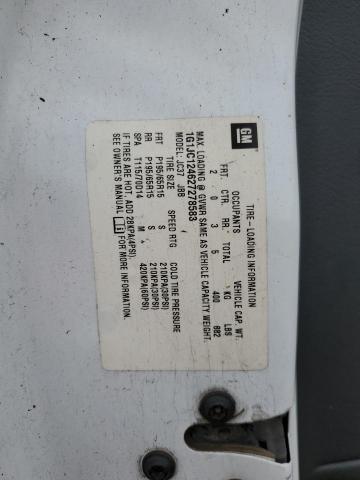 GM
TIRE-LOADING INFORMATION
OCCUPANTS VEHICLE CAP. WT.
FRT CTR. RR. TOTAL KG LBS
2 0 3 5 400 882
MAX. LOADING @ GVWR SAME AS VEHICLE CAPACITY WEIGHT.
1G1JC124627278583
MODEL: JC37 JBB
TIRE SIZE SPEED RTG COLD TIRE PRESSURE
FRT P195/65R15 S 210KPA(30PSI)
RR P195/65R15 S 210KPA(30PSI)
SPA T115/70D14 M 420KPA(60PSI)
IF TIRES ARE HOT, ADD 28KPA(4PSI).
SEE OWNER'S MANUAL FOR MORE INFORMATION.